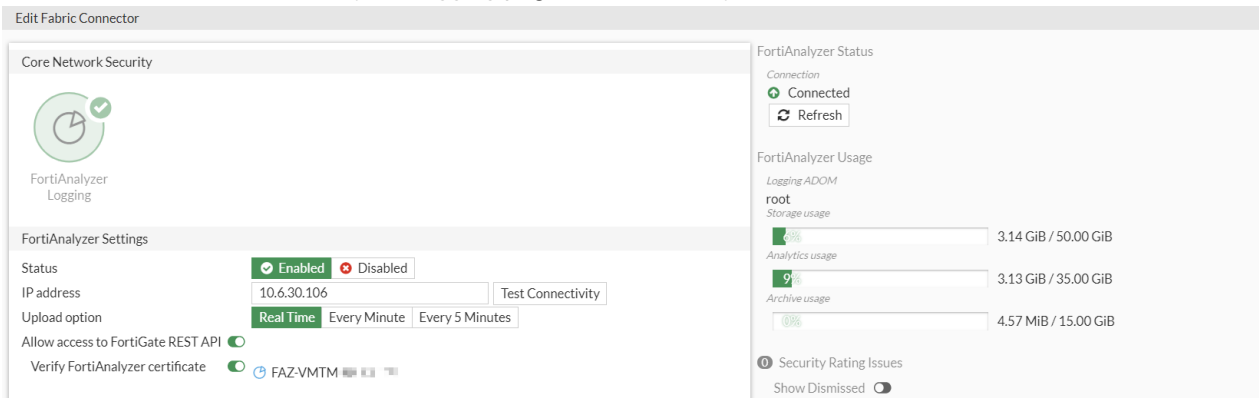 Edit Fabric Connector
Core Network Security
FortiAnalyzer
Logging
FortiAnalyzer Settings
Status Enabled Disabled
IP address 10.6.30.106 Test Connectivity
Upload option Real Time Every Minute Every 5 Minutes
Allow access to FortiGate REST API
Verify FortiAnalyzer certificate FAZ-VMTM
FortiAnalyzer Status
Connection
Connected
Refresh
FortiAnalyzer Usage
Logging ADOM
root
Storage usage
6% 3.14 GiB / 50.00 GiB
Analytics usage
9% 3.13 GiB / 35.00 GiB
Archive usage
0% 4.57 MiB / 15.00 GiB
0 Security Rating Issues
Show Dismissed